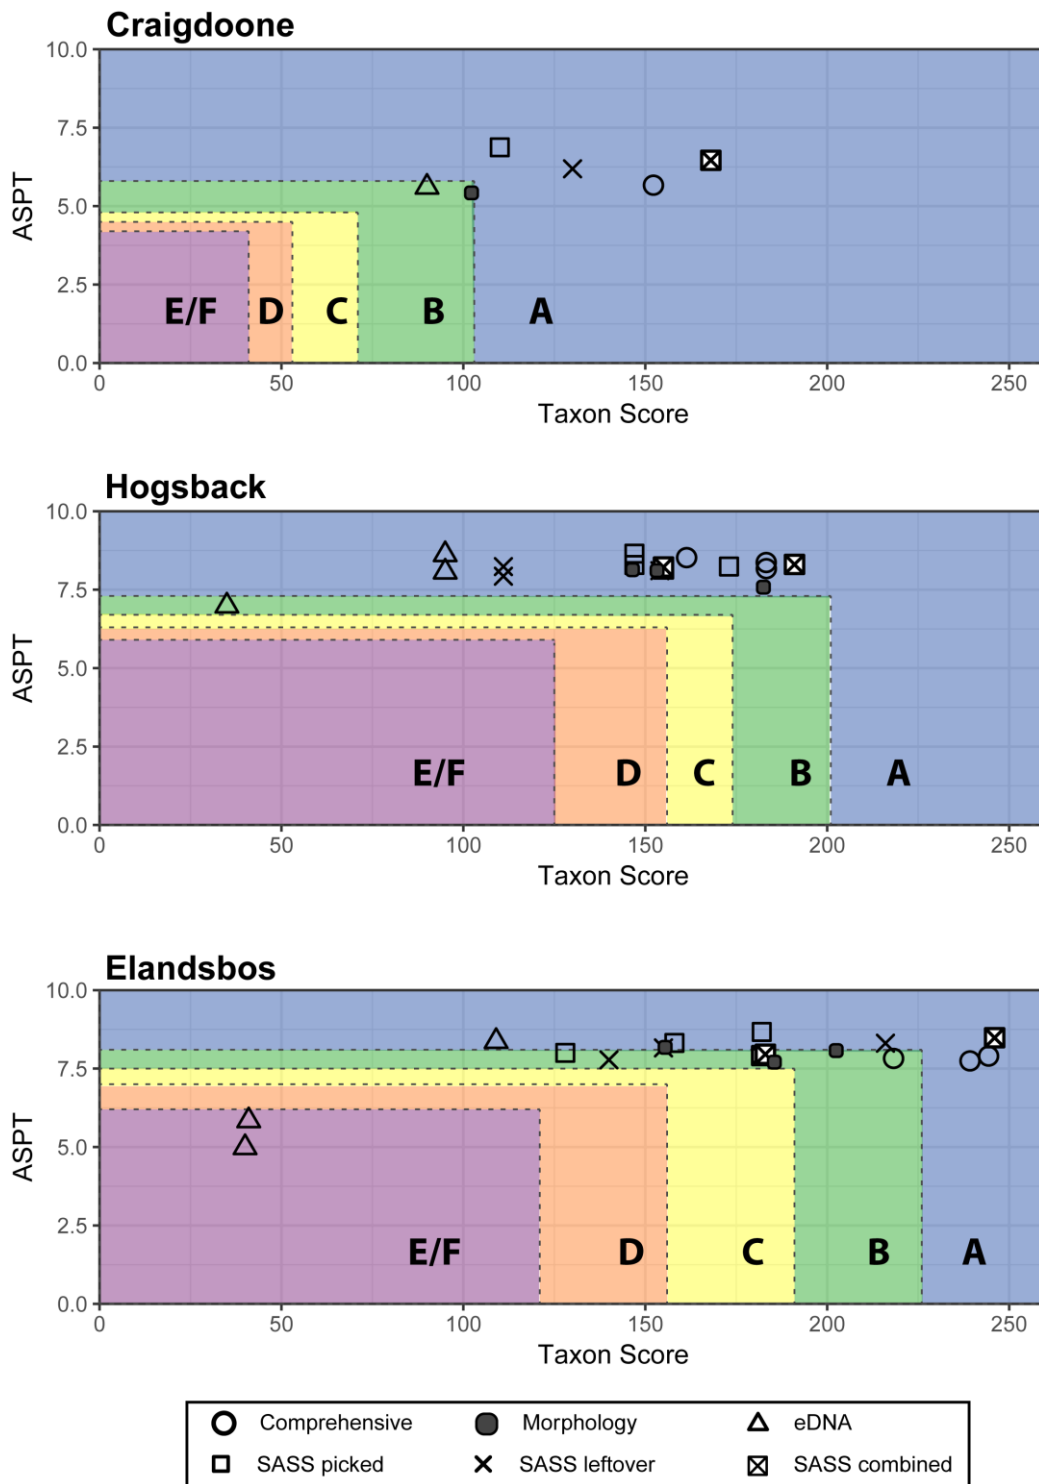 Craigdoone
10.0
7.5
5.0
2.5
0.0
ASPT
E/F D C B A
0 50 100 150 200 250
Taxon Score
Hogsback
10.0
7.5
5.0
2.5
0.0
ASPT
E/F D C B A
0 50 100 150 200 250
Taxon Score
Elandsbos
10.0
7.5
5.0
2.5
0.0
ASPT
E/F D C B A
0 50 100 150 200 250
Taxon Score
Comprehensive Morphology eDNA
SASS picked SASS leftover SASS combined